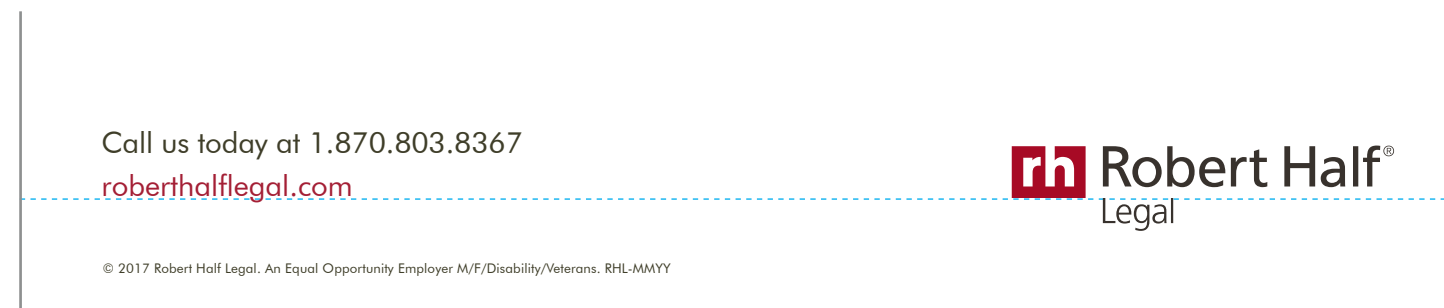 Call us today at 1.870.803.8367
roberthalflegal.com
rh Robert Half®
Legal
© 2017 Robert Half Legal. An Equal Opportunity Employer M/F/Disability/Veterans. RHL-MMYY